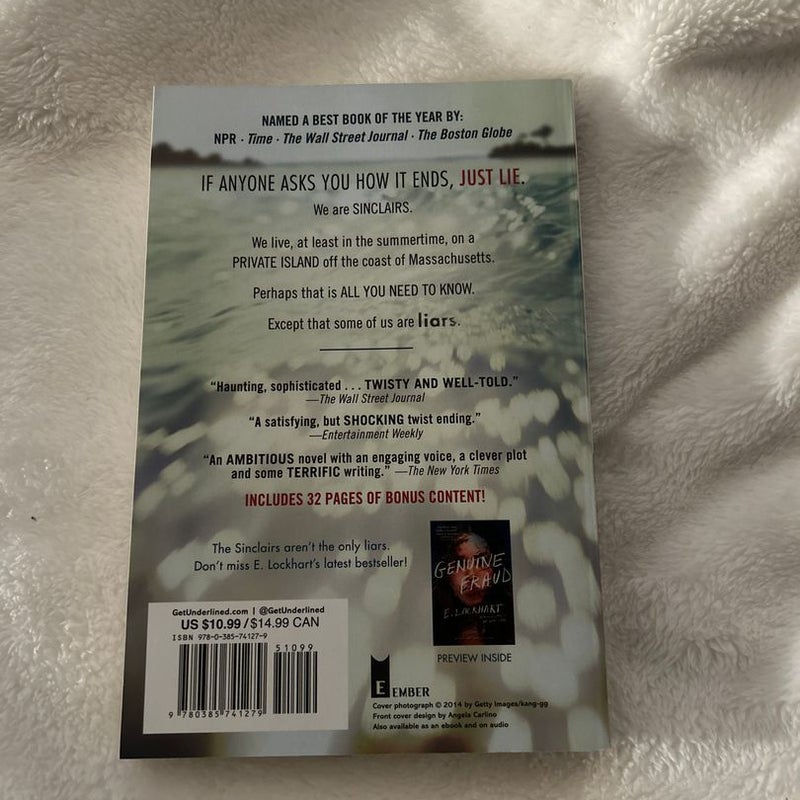 NAMED A BEST BOOK OF THE YEAR BY:
NPR · Time · The Wall Street Journal · The Boston Globe
IF ANYONE ASKS YOU HOW IT ENDS, JUST LIE.
We are SINCLAIRS.
We live, at least in the summertime, on a
PRIVATE ISLAND off the coast of Massachusetts.
Perhaps that is ALL YOU NEED TO KNOW.
Except that some of us are liars.
“Haunting, sophisticated . . . TWISTY AND WELL-TOLD.”
—The Wall Street Journal
“A satisfying, but SHOCKING twist ending.”
—Entertainment Weekly
“An AMBITIOUS novel with an engaging voice, a clever plot
and some TERRIFIC writing.” —The New York Times
INCLUDES 32 PAGES OF BONUS CONTENT!
The Sinclairs aren’t the only liars.
Don’t miss E. Lockhart’s latest bestseller!
GENUINE
FRAUD
E. LOCKHART
PREVIEW INSIDE
GetUnderlined.com | @GetUnderlined
US $10.99 / $14.99 CAN
ISBN 978-0-385-74127-9
51099
9 780385 741279
E EMBER
Cover photograph © 2014 by Getty Images/kang-gg
Front cover design by Angela Carlino
Also available as an ebook and on audio